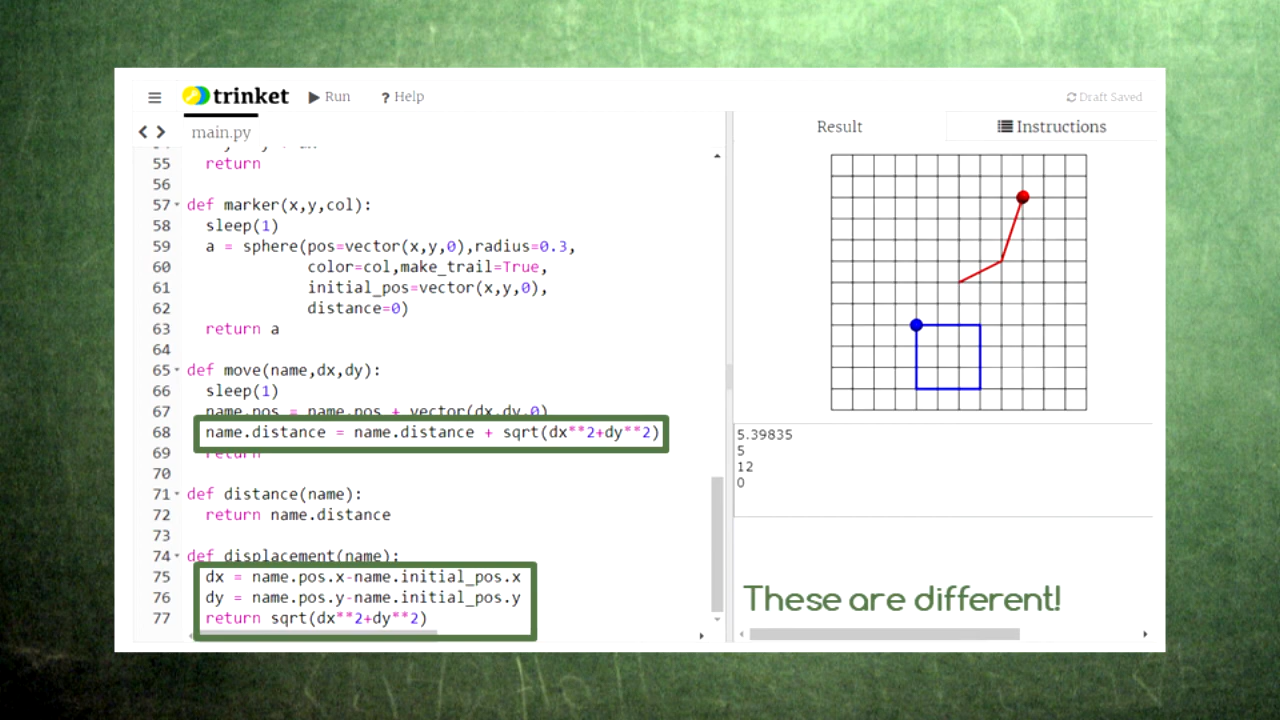 trinket Run ? Help Draft Saved
main.py
Result Instructions
55 return
56
57 def marker(x,y,col):
58 sleep(1)
59 a = sphere(pos=vector(x,y,0),radius=0.3,
60 color=col,make_trail=True,
61 initial_pos=vector(x,y,0),
62 distance=0)
63 return a
64
65 def move(name,dx,dy):
66 sleep(1)
67 name.pos = name.pos + vector(dx,dy,0)
68 name.distance = name.distance + sqrt(dx**2+dy**2)
69 return
70
71 def distance(name):
72 return name.distance
73
74 def displacement(name):
75 dx = name.pos.x-name.initial_pos.x
76 dy = name.pos.y-name.initial_pos.y
77 return sqrt(dx**2+dy**2)
5.39835
5
12
0
These are different!